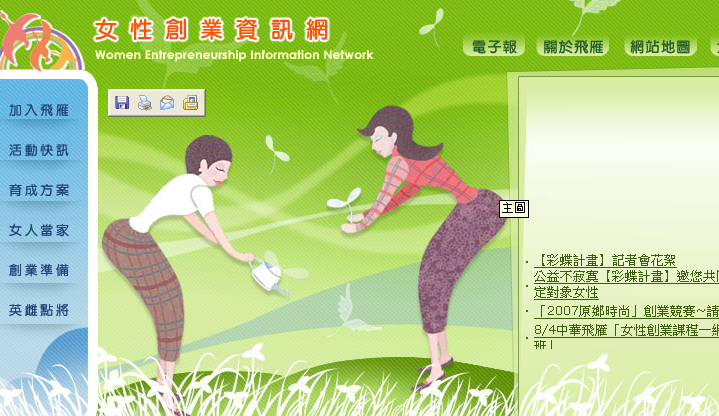 女性創業資訊網
Women Entrepreneurship Information Network
電子報
關於飛雁
網站地圖
加入飛雁
活動快訊
育成方案
女人當家
創業準備
英雌點將
主圖
· 【彩蝶計畫】記者會花絮
· 公益不寂寞【彩蝶計畫】邀您共
定對象女性
· 「2007原鄉時尚」創業競賽~請
· 8/4中華飛雁「女性創業課程一
班」